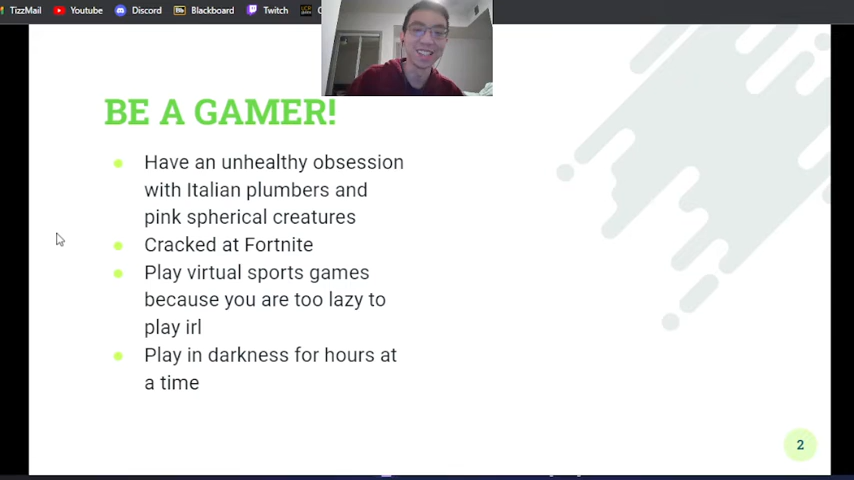 TizzMail Youtube Discord Blackboard Twitch
BE A GAMER!
Have an unhealthy obsession
with Italian plumbers and
pink spherical creatures
Cracked at Fortnite
Play virtual sports games
because you are too lazy to
play irl
Play in darkness for hours at
a time
2